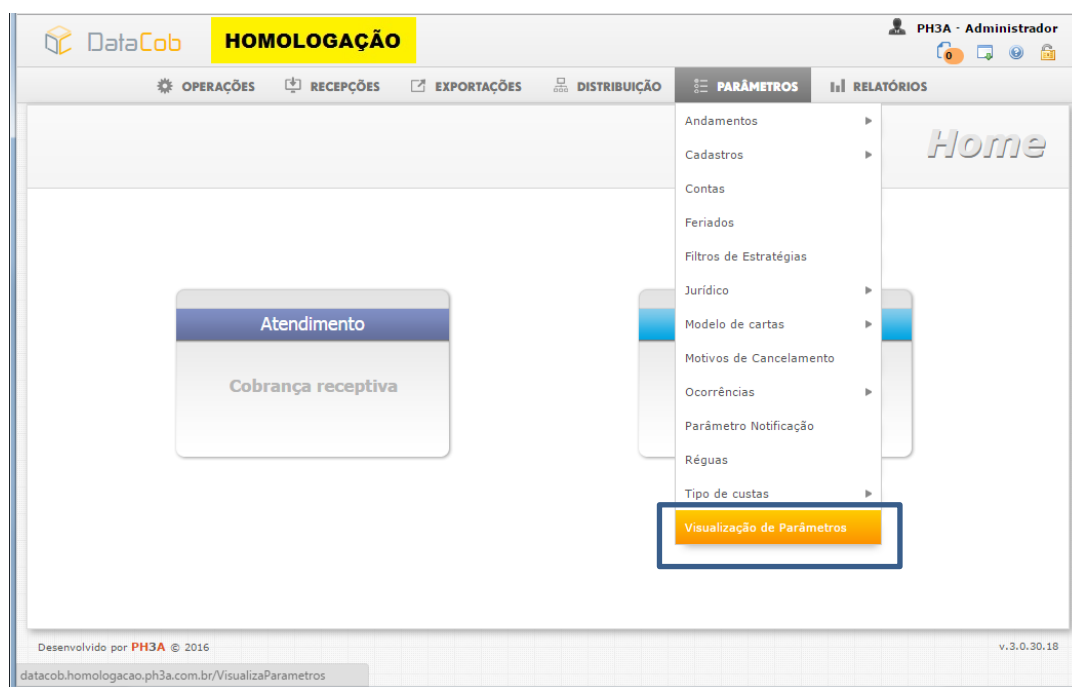 DataCob
HOMOLOGAÇÃO
PH3A - Administrador
0
OPERAÇÕES RECEPÇÕES EXPORTAÇÕES DISTRIBUIÇÃO PARÂMETROS RELATÓRIOS
Home
Andamentos
Cadastros
Contas
Feriados
Filtros de Estratégias
Jurídico
Modelo de cartas
Motivos de Cancelamento
Ocorrências
Parâmetro Notificação
Réguas
Tipo de custas
Visualização de Parâmetros
Atendimento
Cobrança receptiva
Desenvolvido por PH3A © 2016
v.3.0.30.18
datacob.homologacao.ph3a.com.br/VisualizaParametros